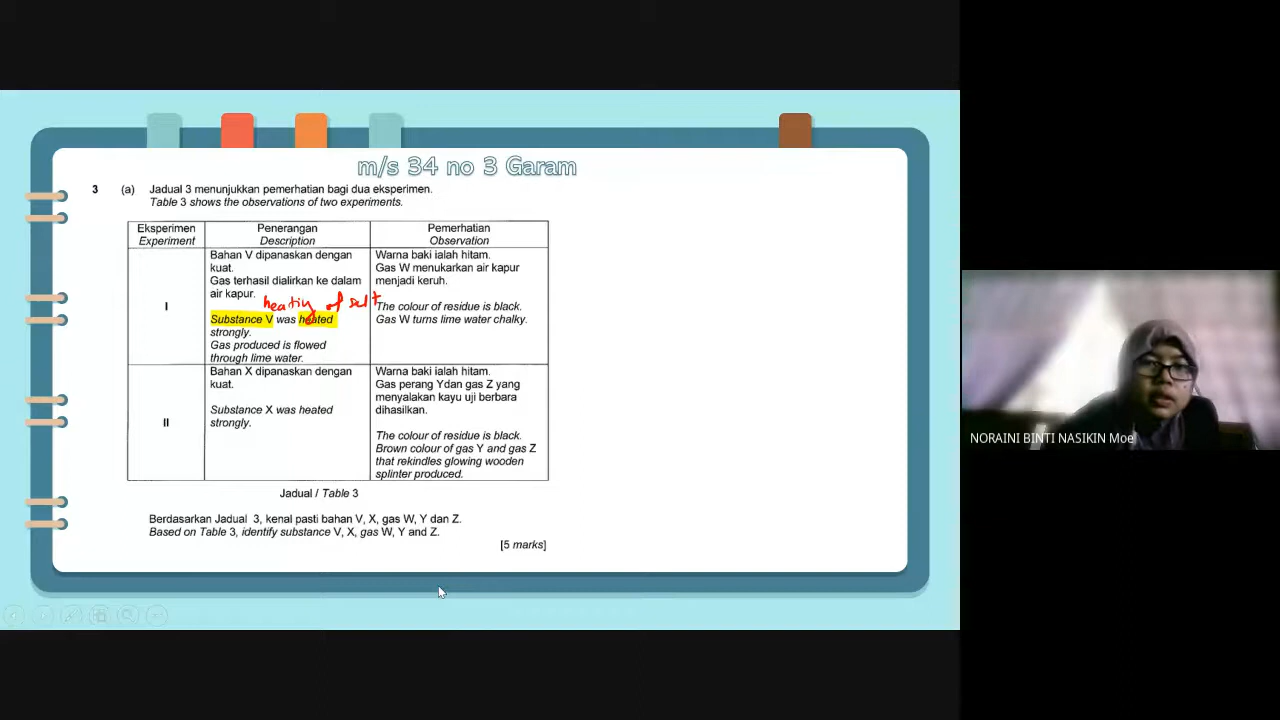 m/s 34 no 3 Garam
3 (a) Jadual 3 menunjukkan pemerhatian bagi dua eksperimen.
Table 3 shows the observations of two experiments.
Eksperimen
Experiment
Penerangan
Description
Pemerhatian
Observation
I
Bahan V dipanaskan dengan
kuat.
Gas terhasil dialirkan ke dalam
air kapur.
heating of salt
Substance V was heated
strongly.
Gas produced is flowed
through lime water.
Warna baki ialah hitam.
Gas W menukarkan air kapur
menjadi keruh.
The colour of residue is black.
Gas W turns lime water chalky.
II
Bahan X dipanaskan dengan
kuat.
Substance X was heated
strongly.
Warna baki ialah hitam.
Gas perang Ydan gas Z yang
menyalakan kayu uji berbara
dihasilkan.
The colour of residue is black.
Brown colour of gas Y and gas Z
that rekindles glowing wooden
splinter produced.
Jadual / Table 3
Berdasarkan Jadual 3, kenal pasti bahan V, X, gas W, Y dan Z.
Based on Table 3, identify substance V, X, gas W, Y and Z.
[5 marks]
NORAINI BINTI NASIKIN Moe